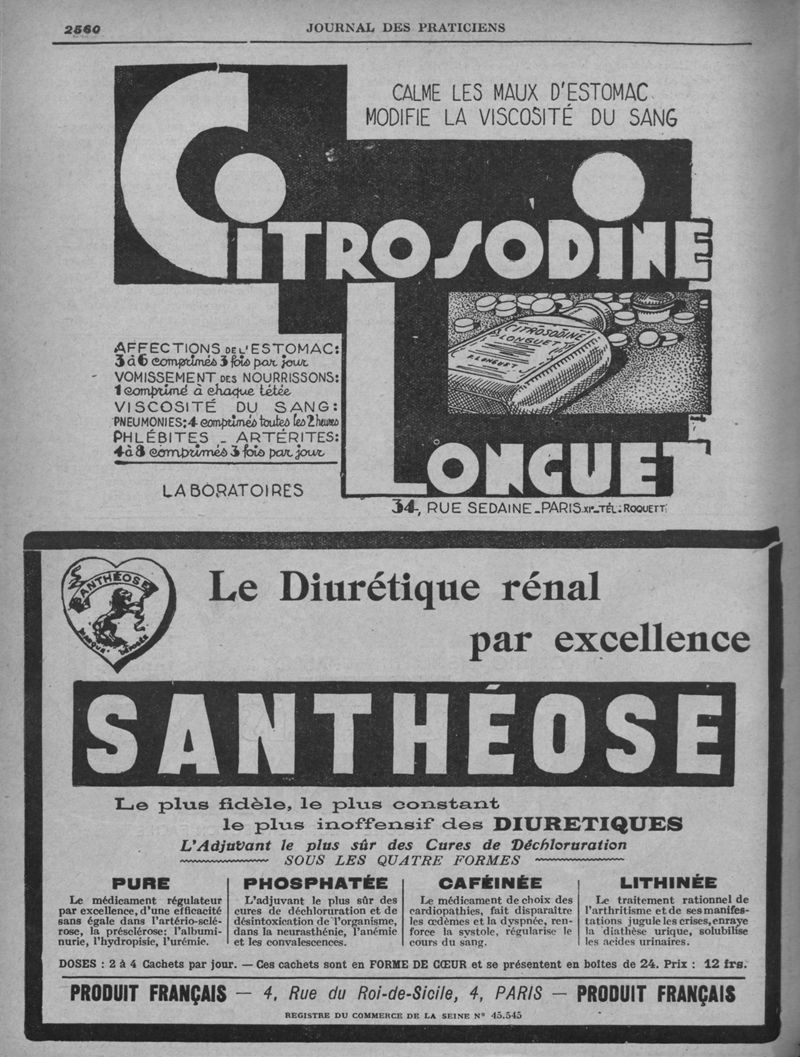 2560
JOURNAL DES PRATICIENS
CALME LES MAUX D'ESTOMAC
MODIFIE LA VISCOSITÉ DU SANG
CITROSODINE
LONGUET
CITROSODINE
LONGUET
P. LONGUET
AFFECTIONS DE L'ESTOMAC:
3 à 6 comprimés 3 fois par jour
VOMISSEMENT DES NOURRISSONS:
1 comprimé à chaque tétée
VISCOSITÉ DU SANG:
PNEUMONIES: 4 comprimés toutes les 2 heures
PHLÉBITES _ ARTÉRITES:
4 à 8 comprimés 3 fois par jour
LABORATOIRES
34, RUE SEDAINE_PARIS.XIe_TÉL: ROQUETT
SANTHÉOSE
MARQUE DÉPOSÉE
Le Diurétique rénal
par excellence
SANTHÉOSE
Le plus fidèle, le plus constant
le plus inoffensif des DIURETIQUES
L'Adjuvant le plus sûr des Cures de Déchloruration
SOUS LES QUATRE FORMES
PURE
Le médicament régulateur
par excellence, d'une efficacité
sans égale dans l'artério-sclé-
rose, la présclérose: l'albumi-
nurie, l'hydropisie, l'urémie.
PHOSPHATÉE
L'adjuvant le plus sûr des
cures de déchloruration et de
désintoxication de l'organisme,
dans la neurasthénie, l'anémie
et les convalescences.
CAFÉINÉE
Le médicament de choix des
cardiopathies, fait disparaître
les œdèmes et la dyspnée, ren-
force la systole, régularise le
cours du sang.
LITHINÉE
Le traitement rationnel de
l'arthritisme et de ses manifes-
tations jugule les crises, enraye
la diathèse urique, solubilise
les acides urinaires.
DOSES : 2 à 4 Cachets par jour. — Ces cachets sont en FORME DE CŒUR et se présentent en boîtes de 24. Prix : 12 frs.
PRODUIT FRANÇAIS — 4, Rue du Roi-de-Sicile, 4, PARIS — PRODUIT FRANÇAIS
REGISTRE DU COMMERCE DE LA SEINE N° 45.545